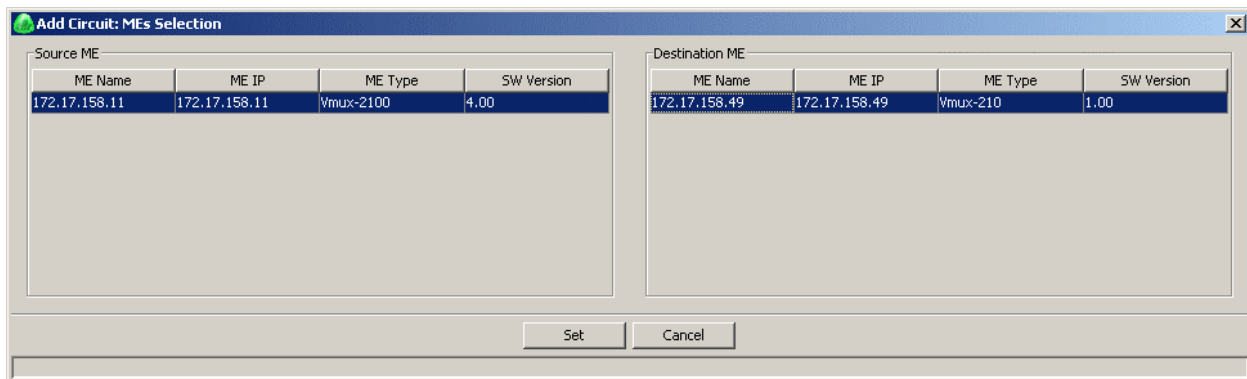 Add Circuit: MEs Selection
Source ME
ME Name ME IP ME Type SW Version
172.17.158.11 172.17.158.11 Vmux-2100 4.00
Destination ME
ME Name ME IP ME Type SW Version
172.17.158.49 172.17.158.49 Vmux-210 1.00
Set Cancel